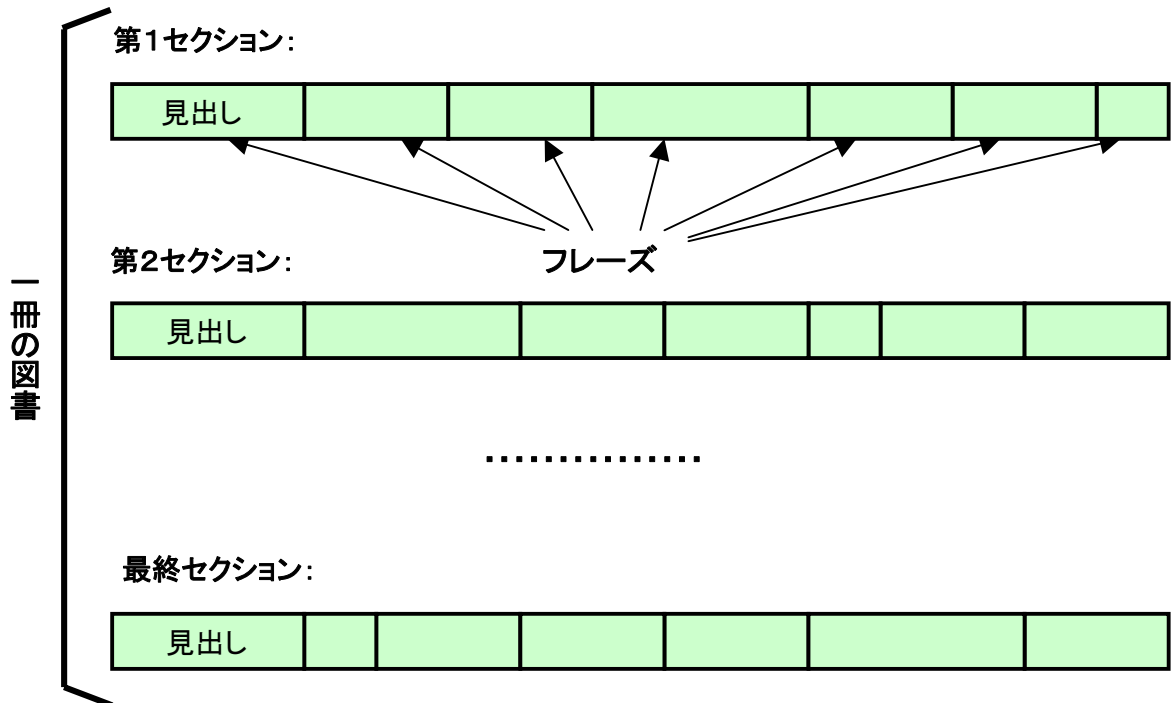 第１セクション：
見出し
フレーズ
第２セクション：
見出し
一冊の図書
……………
最終セクション：
見出し